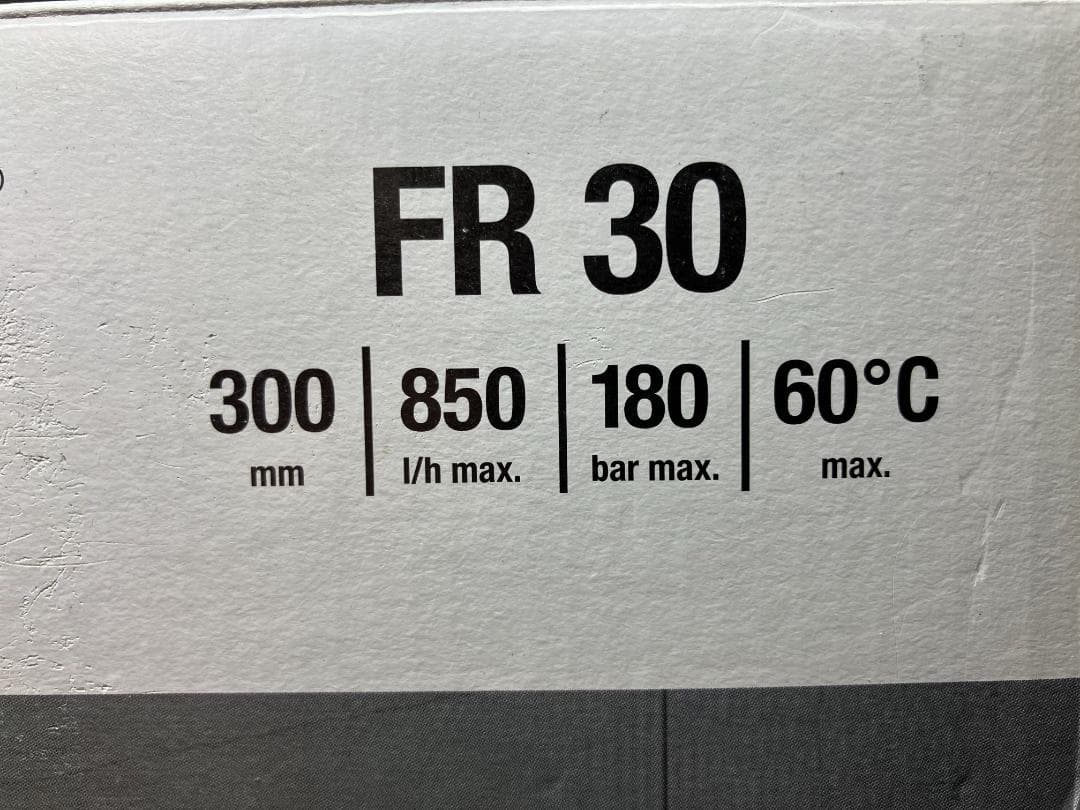 FR 30
300 850 180 60°C
mm l/h max. bar max. max.